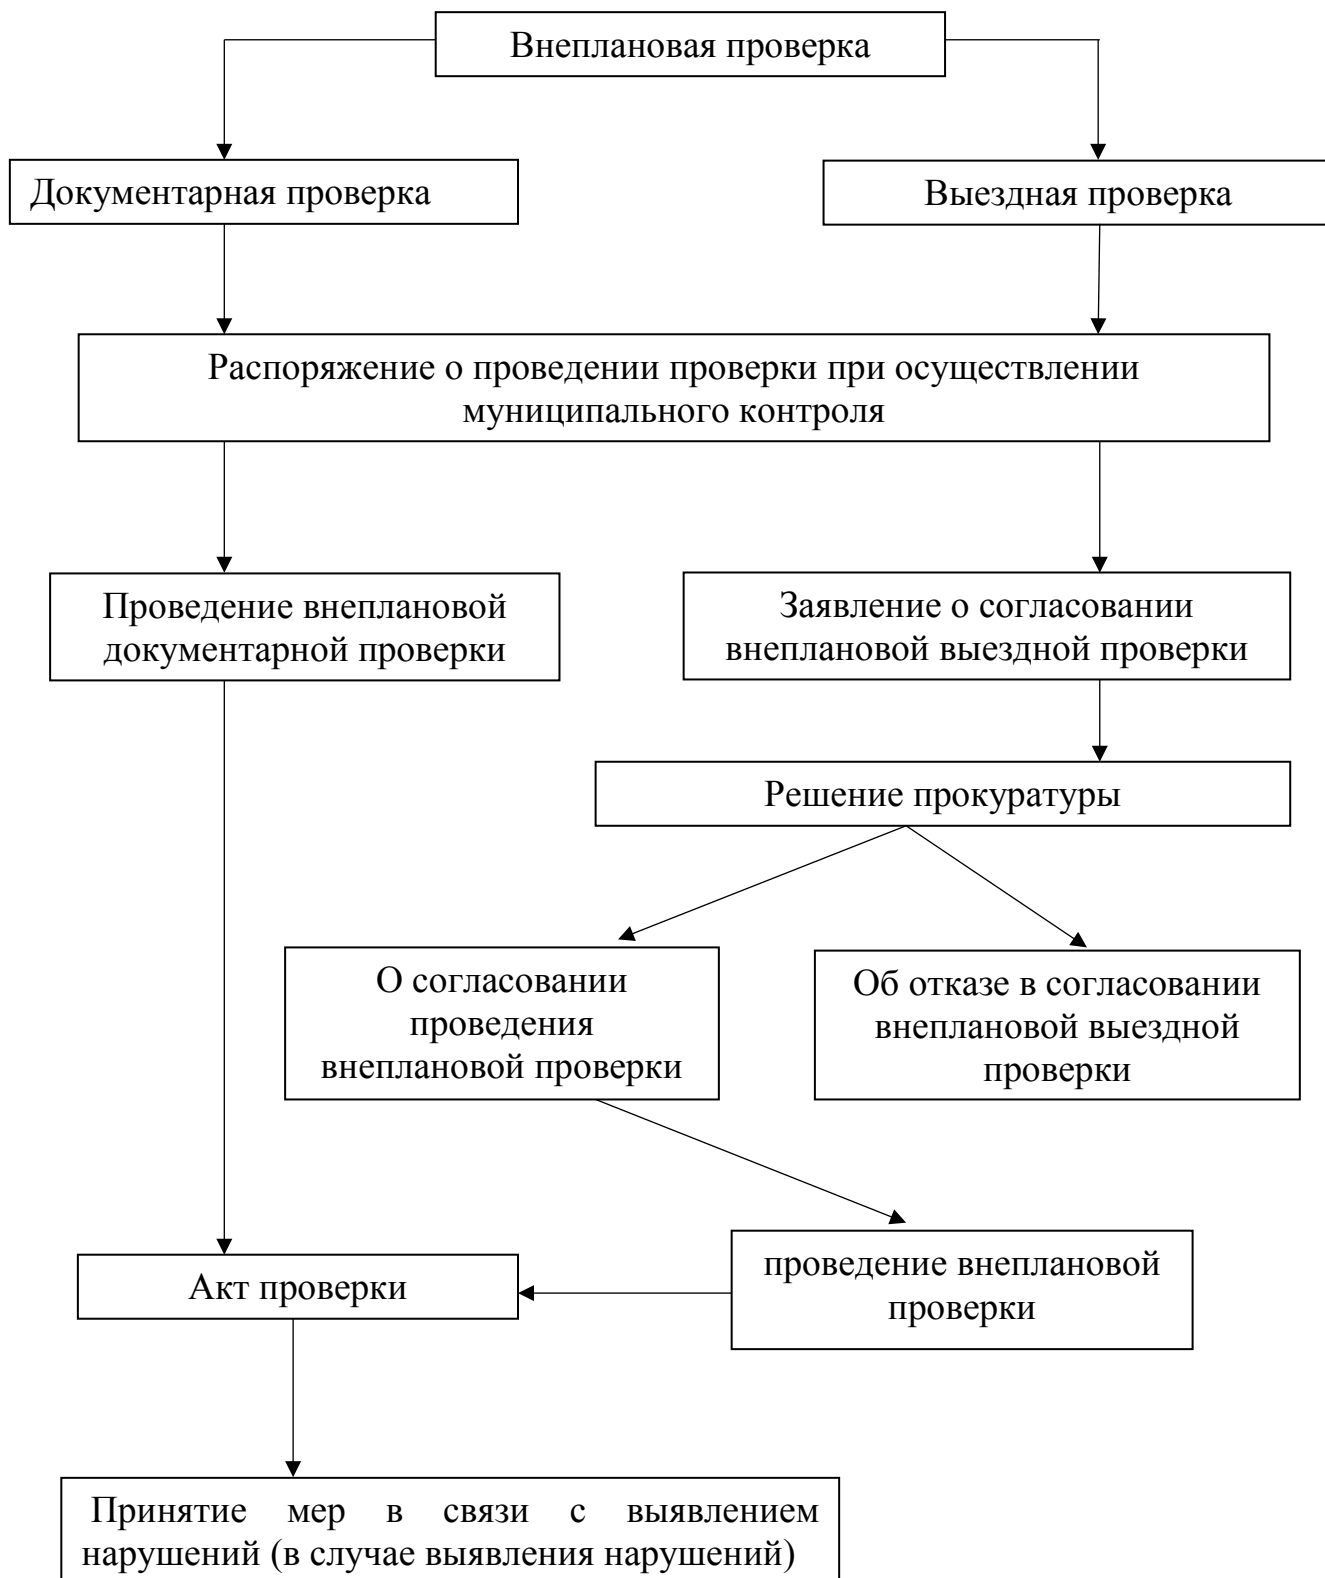 Внеплановая проверка
Документарная проверка
Выездная проверка
Распоряжение о проведении проверки при осуществлении
муниципального контроля
Проведение внеплановой
документарной проверки
Заявление о согласовании
внеплановой выездной проверки
Решение прокуратуры
О согласовании
проведения
внеплановой проверки
Об отказе в согласовании
внеплановой выездной
проверки
проведение внеплановой
проверки
Акт проверки
Принятие мер в связи с выявлением
нарушений (в случае выявления нарушений)